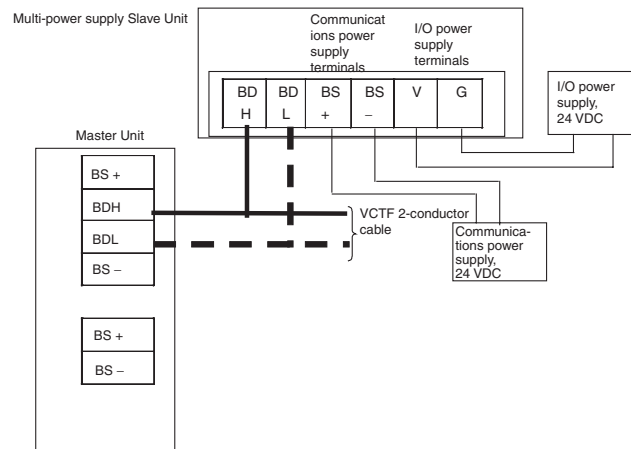 Multi-power supply Slave Unit
Communicat
ions power
supply
terminals
I/O power
supply
terminals
BD
H
BD
L
BS
+
BS
−
V
G
I/O power
supply,
24 VDC
Master Unit
BS +
BDH
BDL
BS −
VCTF 2-conductor
cable
Communica-
tions power
supply,
24 VDC
BS +
BS −